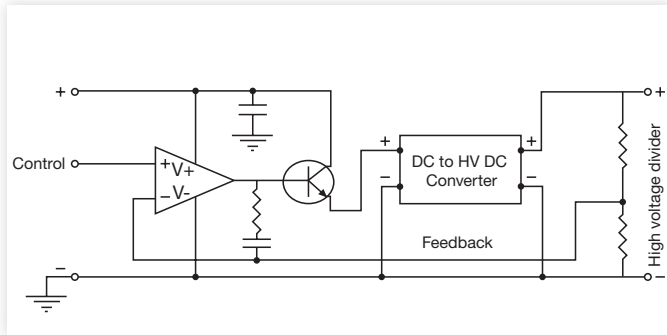 +
Control
+
V+
−
V-
−
+
−
DC to HV DC
Converter
+
−
Feedback
+
High voltage divider
−